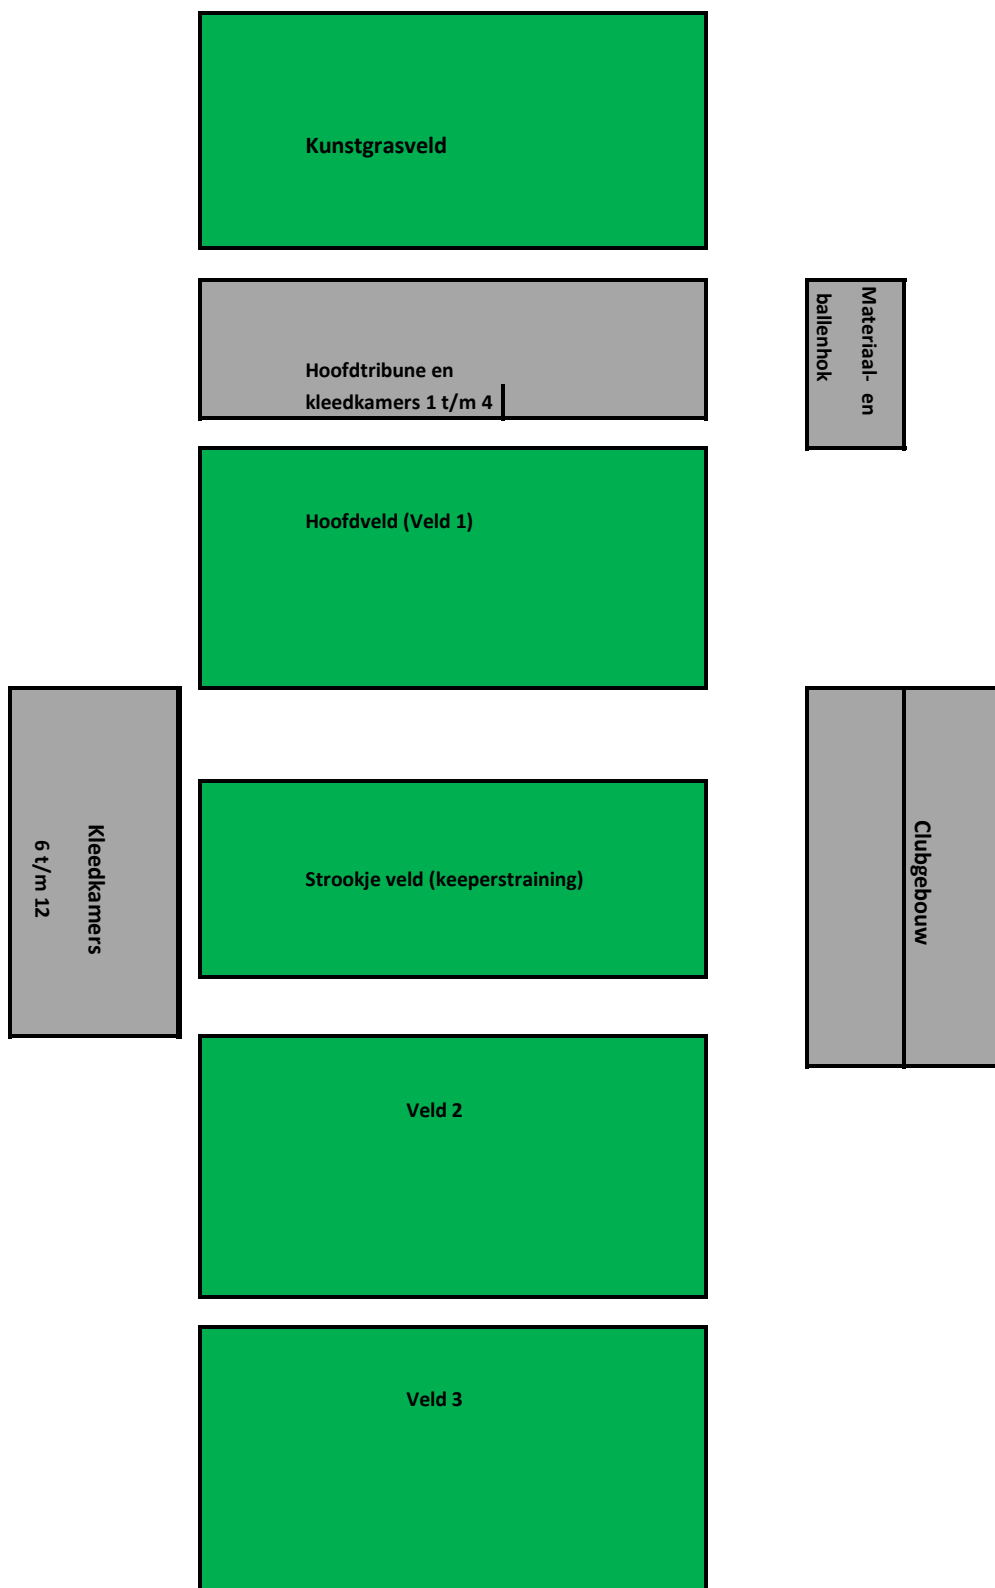 Kunstgrasveld
Hoofdtribune en
kleedkamers 1 t/m 4
Materiaal- en
ballenhok
Hoofdveld (Veld 1)
Kleedkamers
6 t/m 12
Strookje veld (keeperstraining)
Clubgebouw
Veld 2
Veld 3